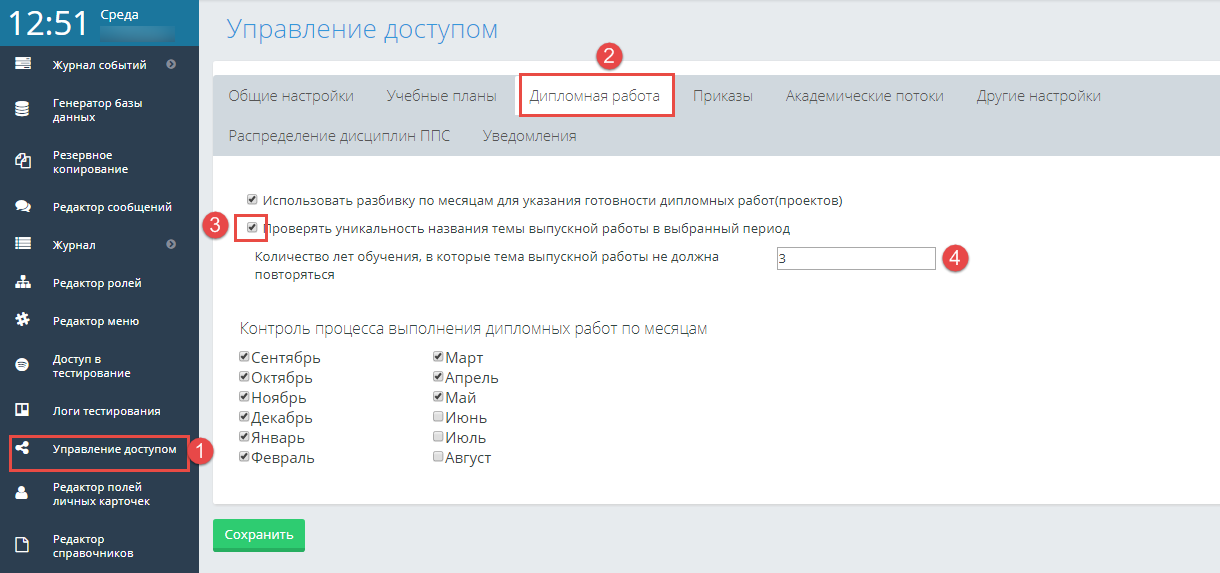 12:51 Среда
Журнал событий
Генератор базы
данных
Резервное
копирование
Редактор сообщений
Журнал
Редактор ролей
Редактор меню
Доступ в
тестирование
Логи тестирования
Управление доступом 1
Редактор полей
личных карточек
Редактор
справочников
Управление доступом
2
Общие настройки Учебные планы Дипломная работа Приказы Академические потоки Другие настройки
Распределение дисциплин ППС Уведомления
Использовать разбивку по месяцам для указания готовности дипломных работ(проектов)
3 Проверять уникальность названия темы выпускной работы в выбранный период
Количество лет обучения, в которые тема выпускной работы не должна
повторяться
3 4
Контроль процесса выполнения дипломных работ по месяцам
Сентябрь Март
Октябрь Апрель
Ноябрь Май
Декабрь Июнь
Январь Июль
Февраль Август
Сохранить